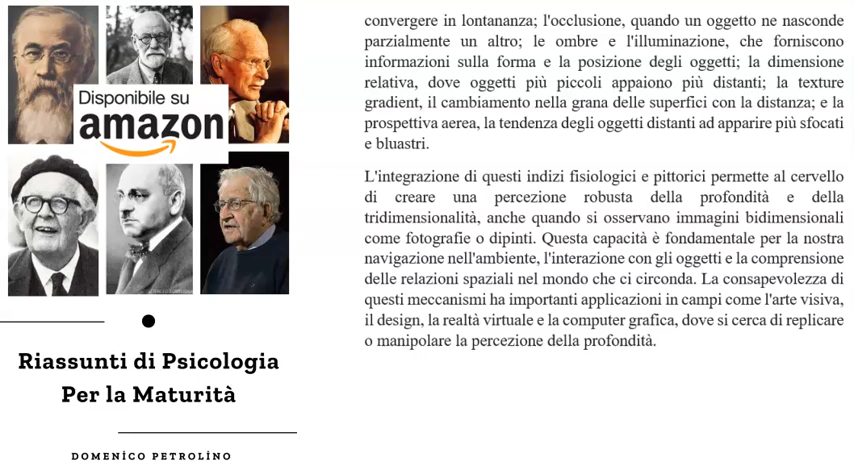 Disponibile su
amazon
Riassunti di Psicologia
Per la Maturità
DOMENİCO PETROLİNO
convergere in lontananza; l'occlusione, quando un oggetto ne nasconde
parzialmente un altro; le ombre e l'illuminazione, che forniscono
informazioni sulla forma e la posizione degli oggetti; la dimensione
relativa, dove oggetti più piccoli appaiono più distanti; la texture
gradient, il cambiamento nella grana delle superfici con la distanza; e la
prospettiva aerea, la tendenza degli oggetti distanti ad apparire più sfocati
e bluastri.
L'integrazione di questi indizi fisiologici e pittorici permette al cervello
di creare una percezione robusta della profondità e della
tridimensionalità, anche quando si osservano immagini bidimensionali
come fotografie o dipinti. Questa capacità è fondamentale per la nostra
navigazione nell'ambiente, l'interazione con gli oggetti e la comprensione
delle relazioni spaziali nel mondo che ci circonda. La consapevolezza di
questi meccanismi ha importanti applicazioni in campi come l'arte visiva,
il design, la realtà virtuale e la computer grafica, dove si cerca di replicare
o manipolare la percezione della profondità.